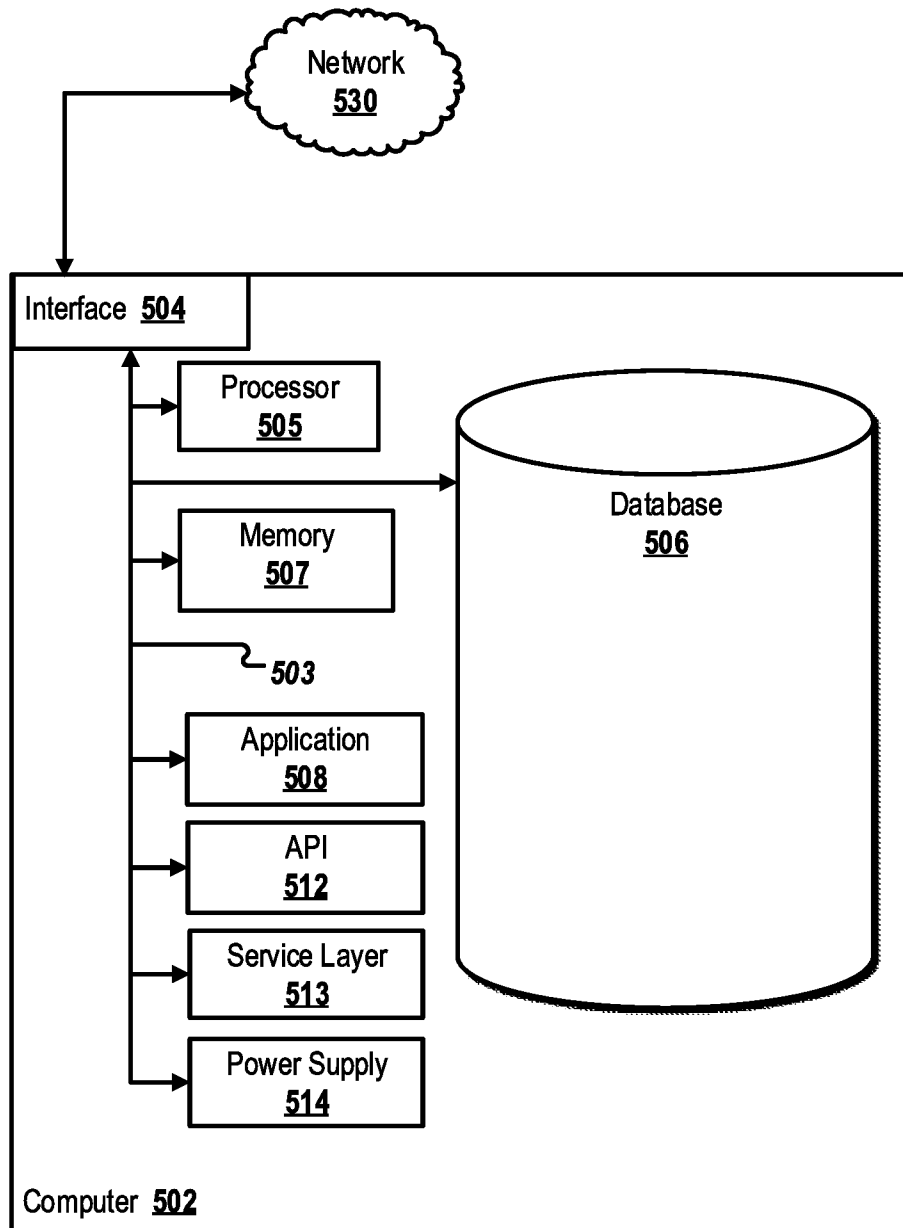 Network
530
Interface 504
Processor
505
Database
506
Memory
507
503
Application
508
API
512
Service Layer
513
Power Supply
514
Computer 502